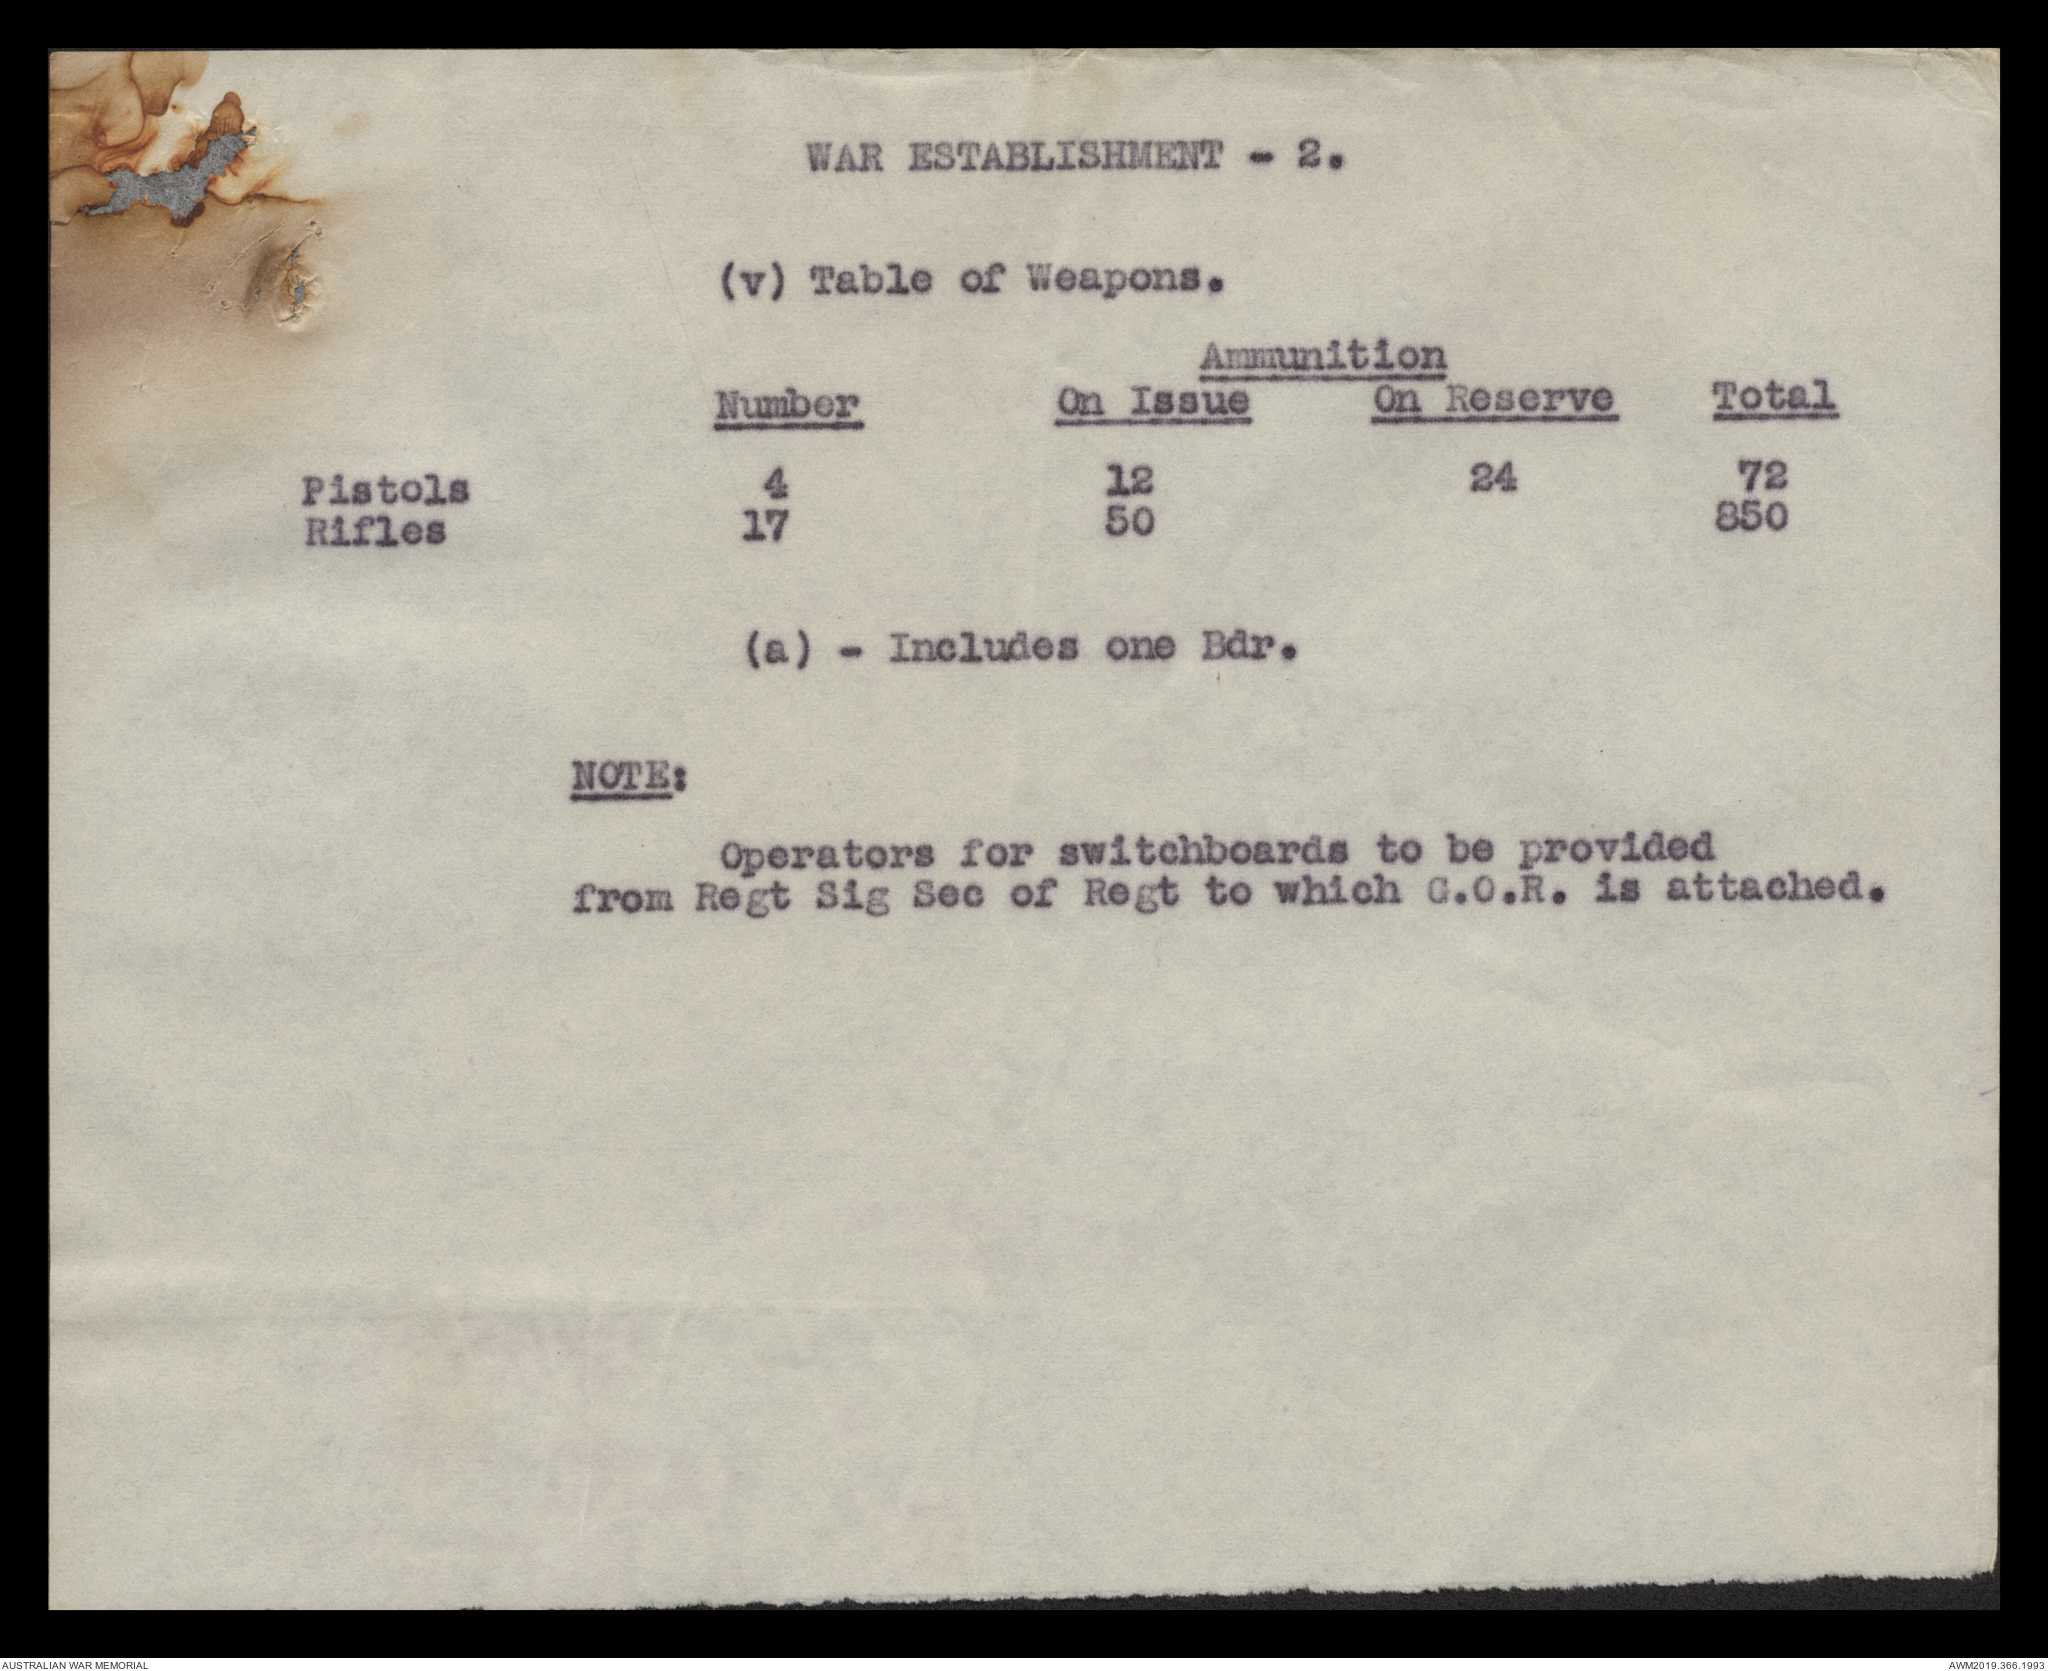 WAR ESTABLISHMENT - 2.
(v) Table of Weapons.
Ammunition
Number On Issue On Reserve Total
Pistols 4 12 24 72
Rifles 17 50 850
(a) - Includes one Bdr.
NOTE:
Operators for switchboards to be provided
from Regt Sig Sec of Regt to which C.O.R. is attached.
AUSTRALIAN WAR MEMORIAL
AWM2019.366.1993